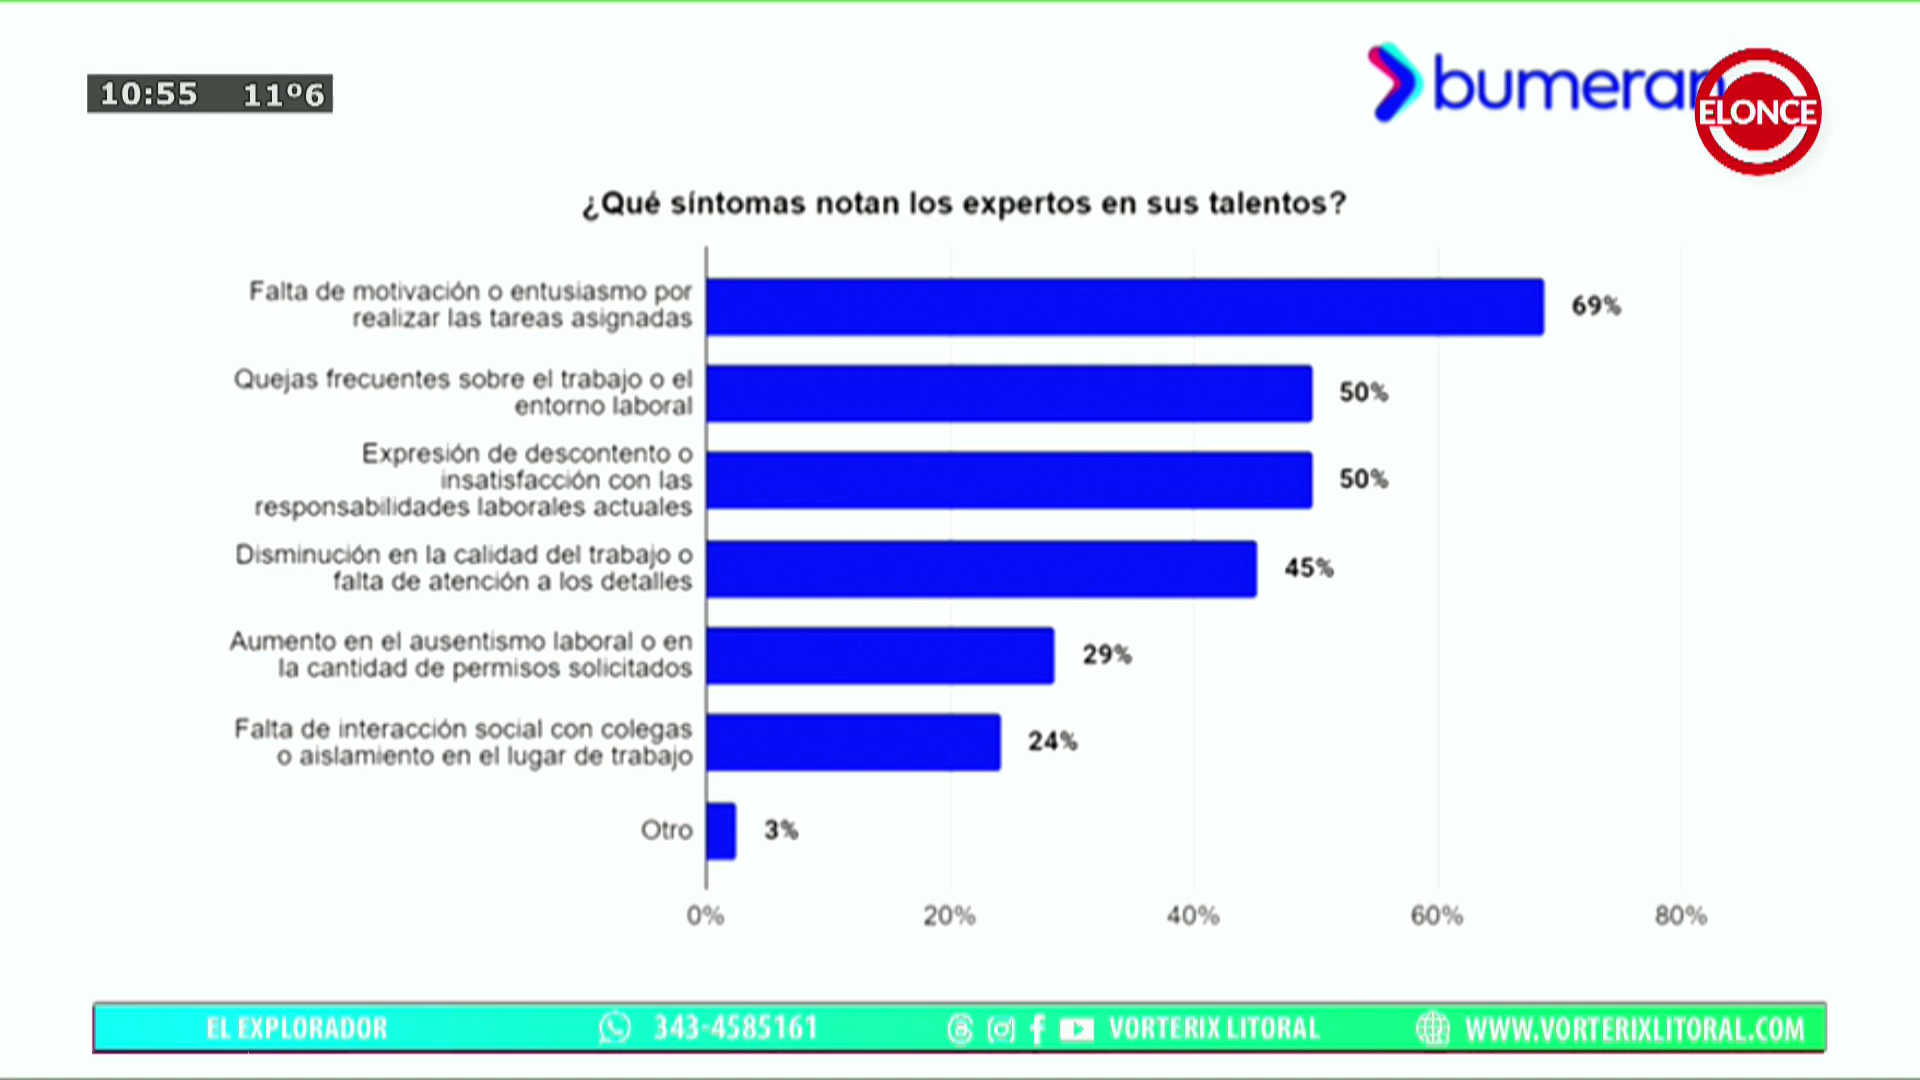 10:55 11º6
bumeran
ELONCE
¿Qué síntomas notan los expertos en sus talentos?
Falta de motivación o entusiasmo por
realizar las tareas asignadas
69%
Quejas frecuentes sobre el trabajo o el
entorno laboral
50%
Expresión de descontento o
insatisfacción con las
responsabilidades laborales actuales
50%
Disminución en la calidad del trabajo o
falta de atención a los detalles
45%
Aumento en el ausentismo laboral o en
la cantidad de permisos solicitados
29%
Falta de interacción social con colegas
o aislamiento en el lugar de trabajo
24%
Otro
3%
0% 20% 40% 60% 80%
EL EXPLORADOR 343-4585161 VORTERIX LITORAL WWW.VORTERIXLITORAL.COM